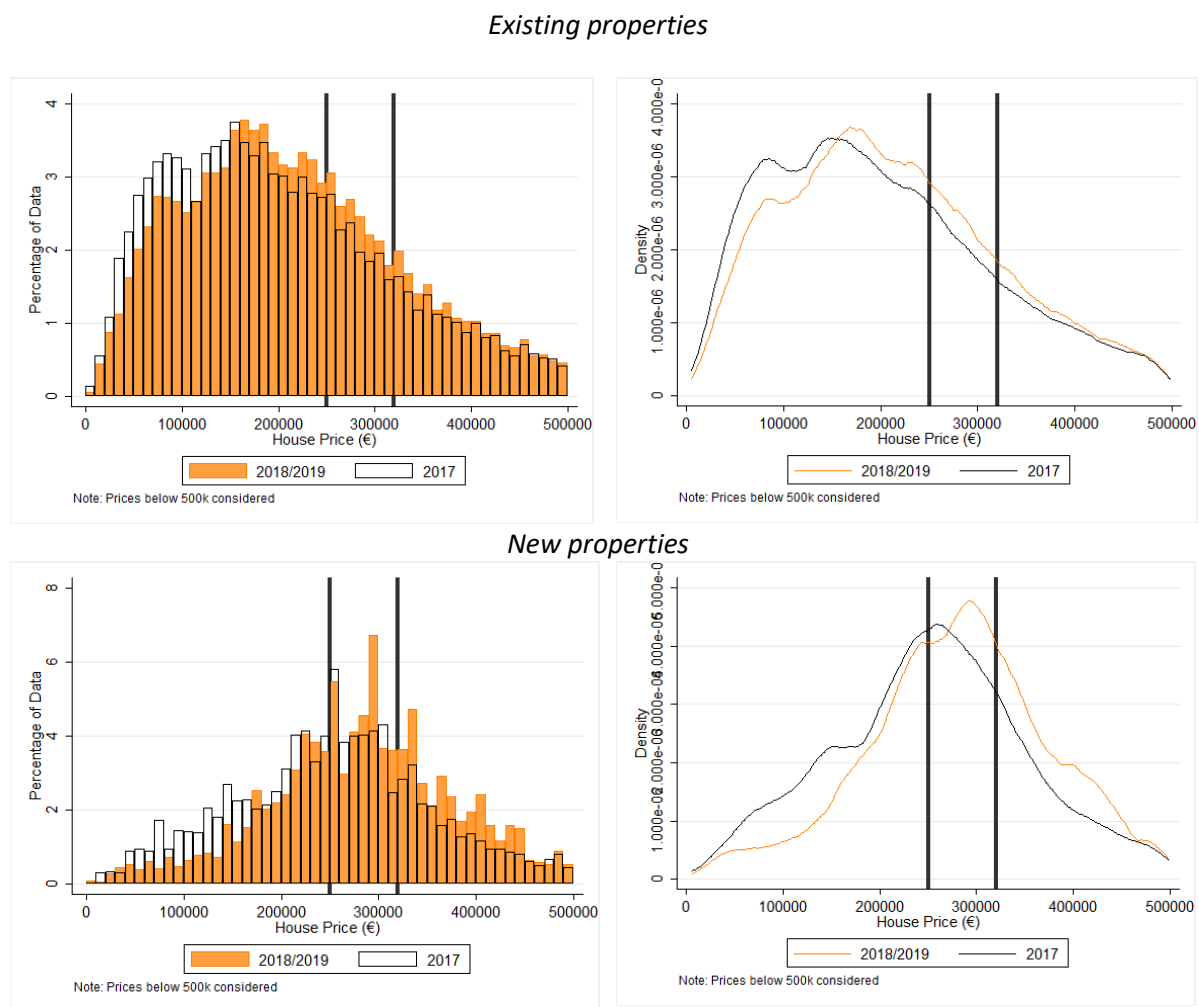 Existing properties
4
3
2
1
0
Percentage of Data
0 100000 200000 300000 400000 500000
House Price (€)
2018/2019 2017
Note: Prices below 500k considered
4.000e-0
3.000e-06
2.000e-06
1.000e-06
0
Density
0 100000 200000 300000 400000 500000
House Price (€)
2018/2019 2017
Note: Prices below 500k considered
New properties
8
6
4
2
0
Percentage of Data
0 100000 200000 300000 400000 500000
House Price (€)
2018/2019 2017
Note: Prices below 500k considered
0
Density
0 100000 200000 300000 400000 500000
House Price (€)
2018/2019 2017
Note: Prices below 500k considered